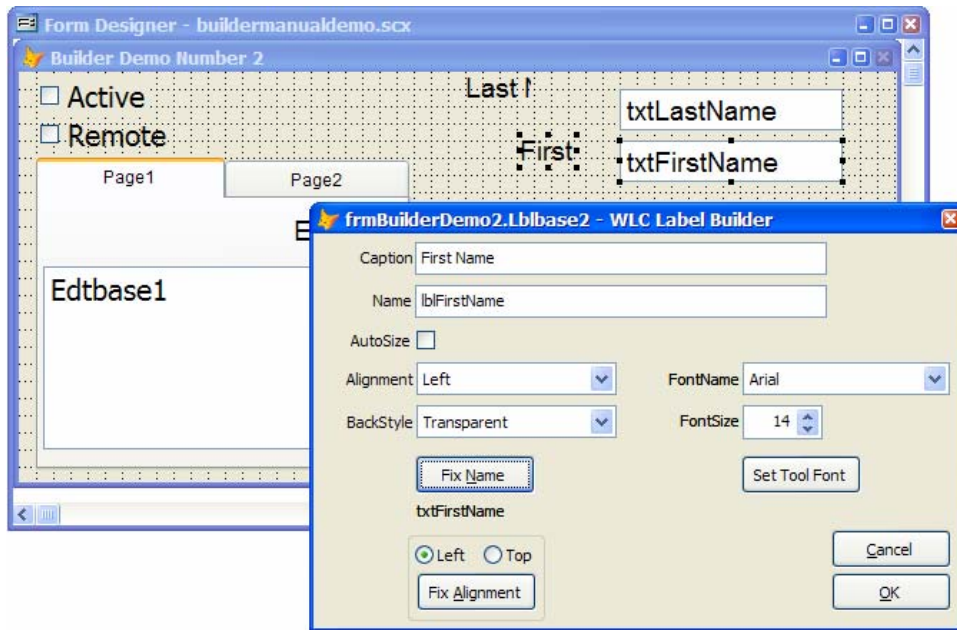 Form Designer - buildermanualdemo.scx
Builder Demo Number 2
Active
Last N
txtLastName
Remote
First
txtFirstName
Page1
Page2
E
Edtbase1
frmBuilderDemo2.Lblbase2 - WLC Label Builder
Caption First Name
Name lblFirstName
AutoSize
Alignment Left
FontName Arial
BackStyle Transparent
FontSize 14
Fix Name
Set Tool Font
txtFirstName
Left Top
Cancel
Fix Alignment
OK